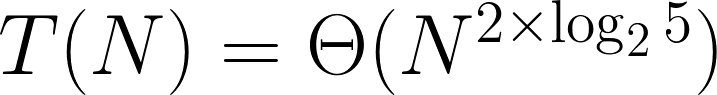 T(N) = Θ(N^{2×log_2 5})